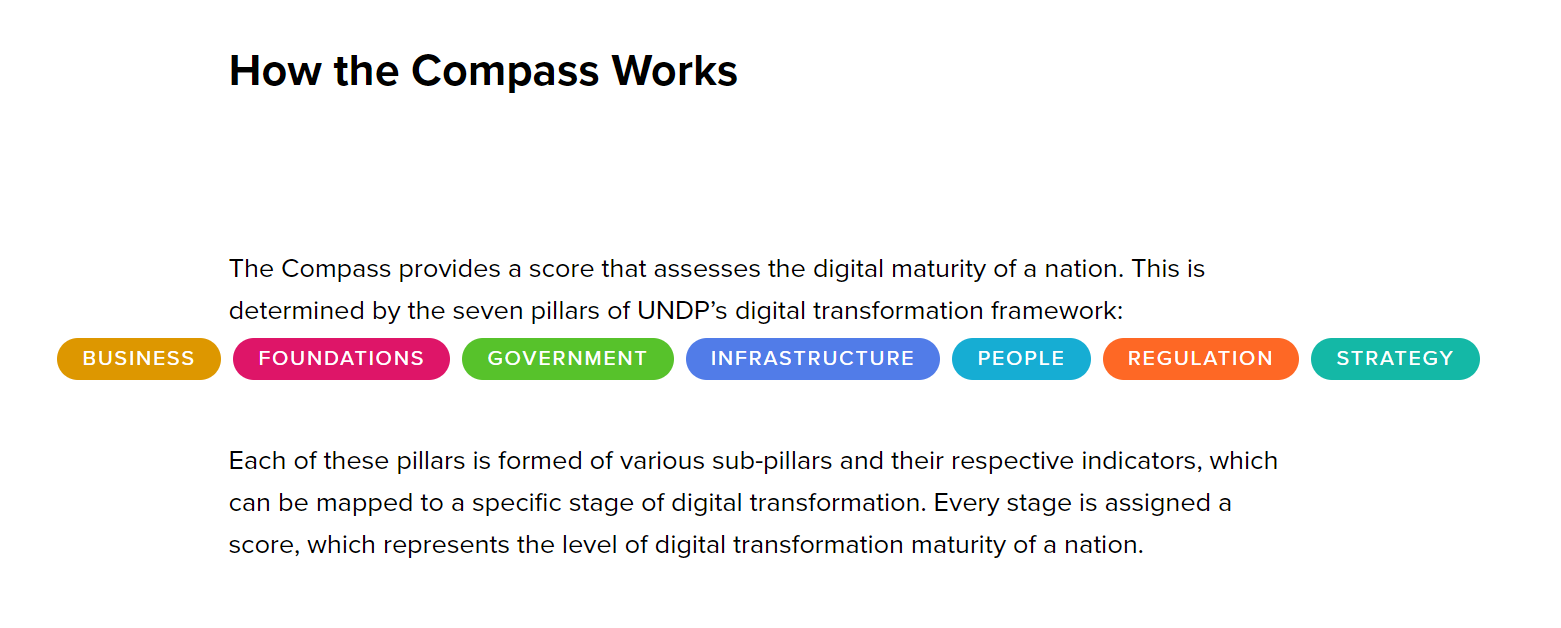 How the Compass Works
The Compass provides a score that assesses the digital maturity of a nation. This is
determined by the seven pillars of UNDP’s digital transformation framework:
BUSINESS FOUNDATIONS GOVERNMENT INFRASTRUCTURE PEOPLE REGULATION STRATEGY
Each of these pillars is formed of various sub-pillars and their respective indicators, which
can be mapped to a specific stage of digital transformation. Every stage is assigned a
score, which represents the level of digital transformation maturity of a nation.